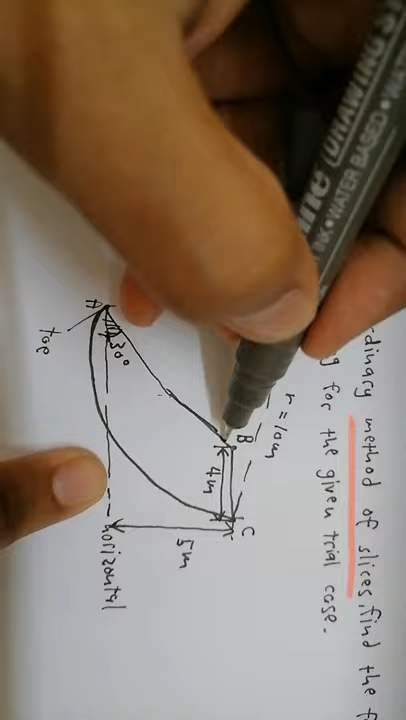 method of slices, find the
for the given trial case.
r = 10m
B
4m
C
5m
A
30°
toe
horizontal
DRAWING
INK • WATER BASED •